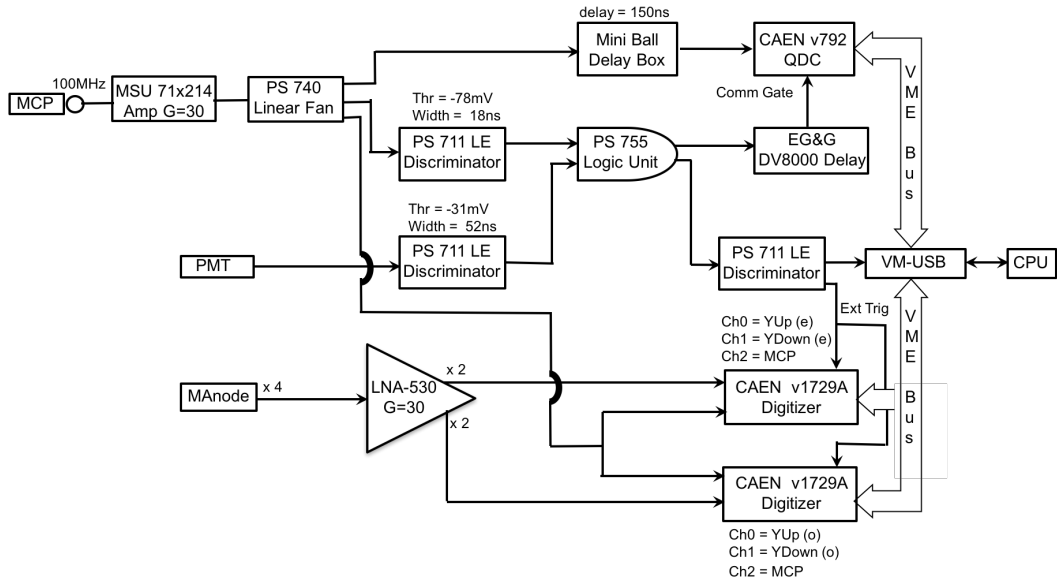 delay = 150ns
Mini Ball
Delay Box
CAEN v792
QDC
100MHz
MCP
MSU 71x214
Amp G=30
PS 740
Linear Fan
Thr = -78mV
Width = 18ns
PS 711 LE
Discriminator
PS 755
Logic Unit
Comm Gate
EG&G
DV8000 Delay
VME Bus
Thr = -31mV
Width = 52ns
PMT
PS 711 LE
Discriminator
PS 711 LE
Discriminator
VM-USB
CPU
Ext Trig
Ch0 = YUp (e)
Ch1 = YDown (e)
Ch2 = MCP
VME Bus
MAnode
x 4
LNA-530
G=30
x 2
x 2
CAEN v1729A
Digitizer
CAEN v1729A
Digitizer
Ch0 = YUp (o)
Ch1 = YDown (o)
Ch2 = MCP